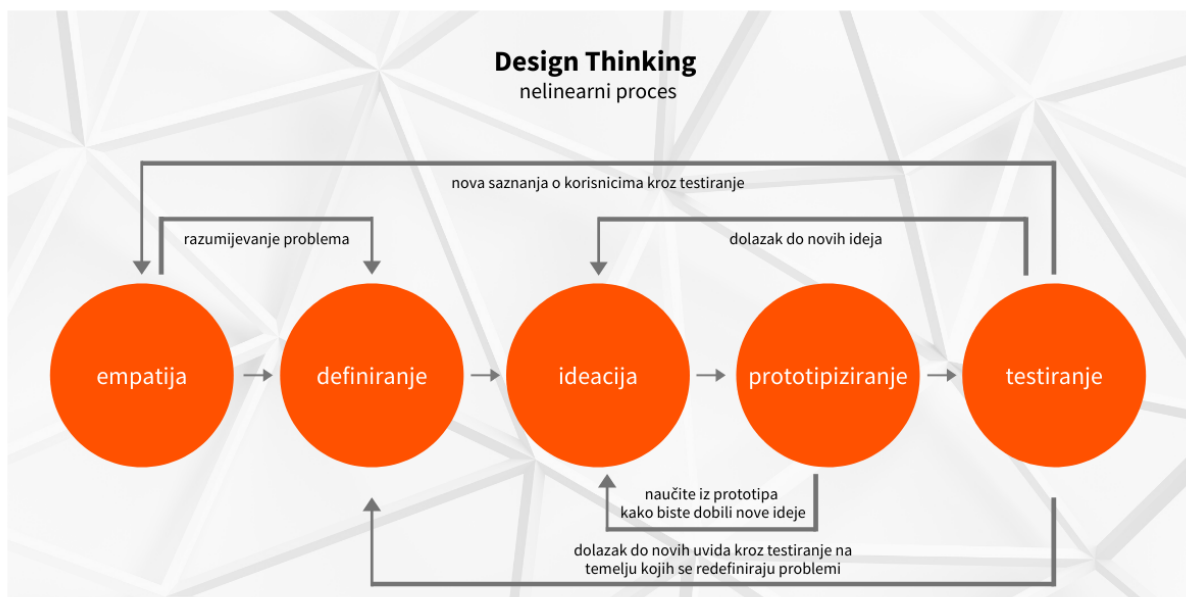 Design Thinking
nelinearni proces
nova saznanja o korisnicima kroz testiranje
razumijevanje problema
dolazak do novih ideja
empatija
definiranje
ideacija
prototipiziranje
testiranje
naučite iz prototipa
kako biste dobili nove ideje
dolazak do novih uvida kroz testiranje na
temelju kojih se redefiniraju problemi